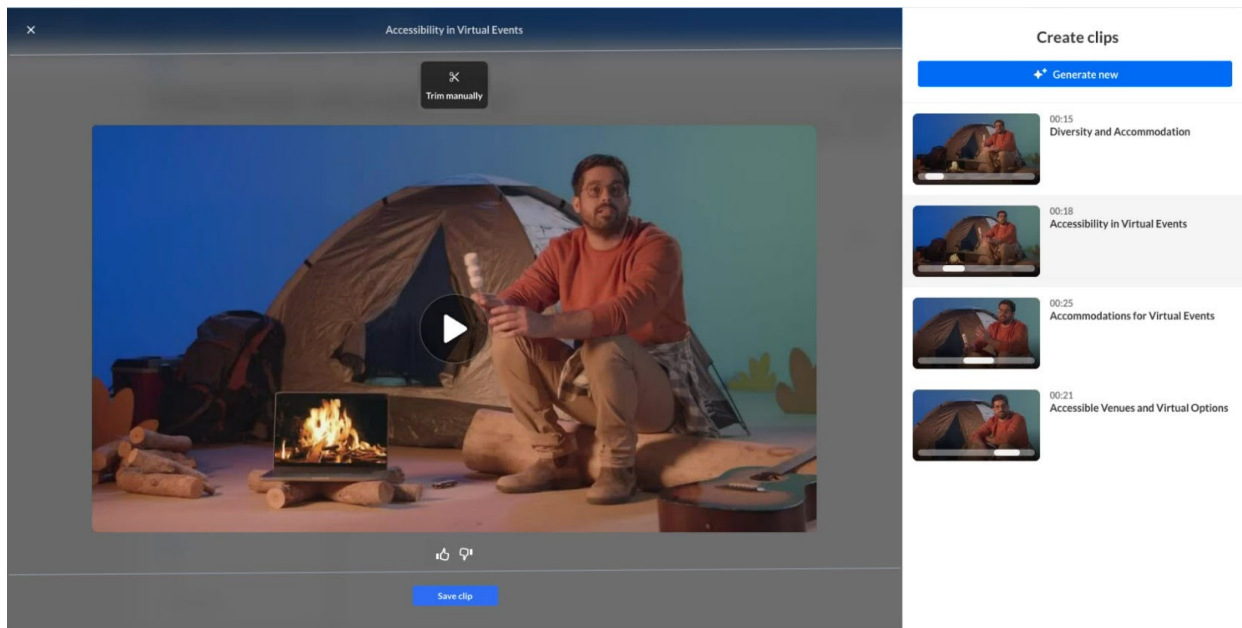 Accessibility in Virtual Events
Trim manually
Save clip
Create clips
Generate new
00:15
Diversity and Accommodation
00:18
Accessibility in Virtual Events
00:25
Accommodations for Virtual Events
00:21
Accessible Venues and Virtual Options